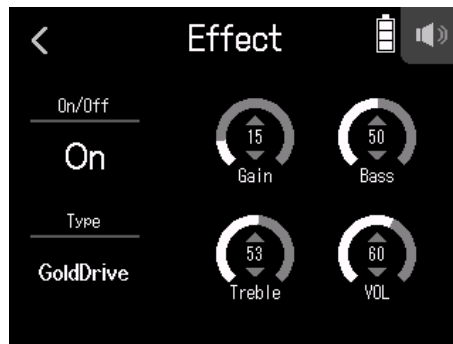 Effect
On/Off
On
15
Gain
50
Bass
Type
GoldDrive
53
Treble
60
VOL